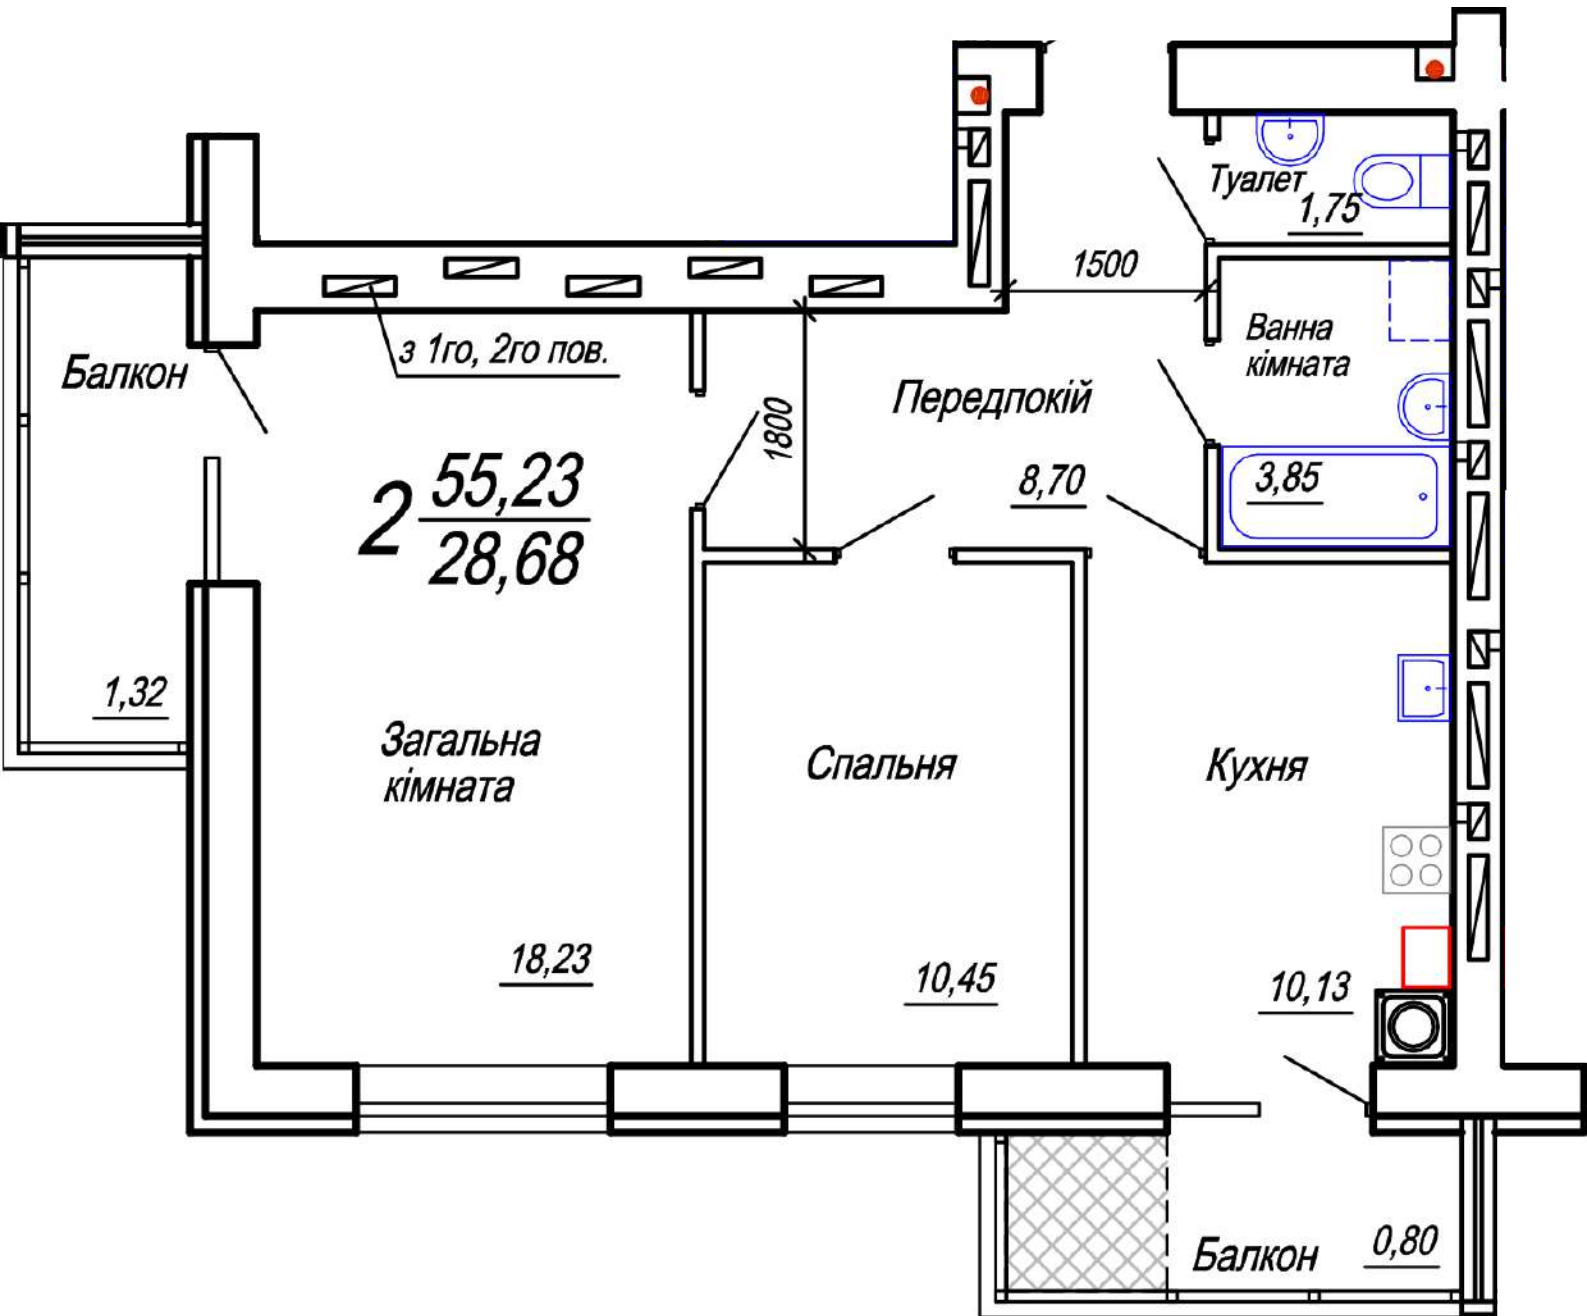 Туалет
1,75
1500
Ванна
кімната
з 1го, 2го пов.
Балкон
Передпокій
1800
2 55,23
28,68
8,70
3,85
1,32
Загальна
кімната
Спальня
Кухня
18,23
10,45
10,13
Балкон
0,80